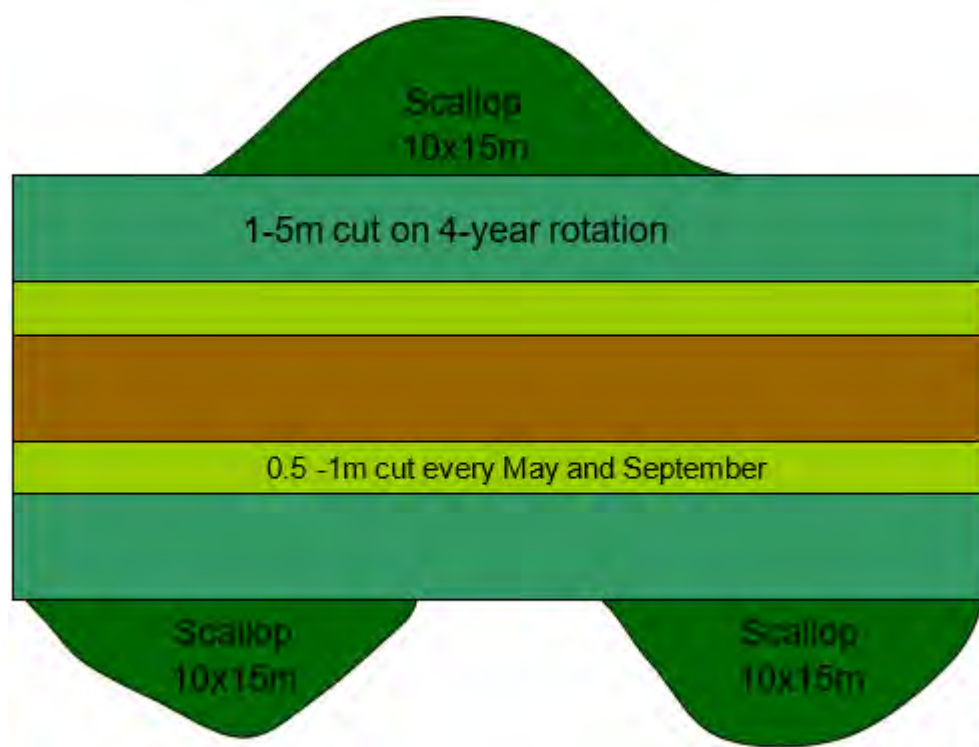 Scallop
10x15m
1-5m cut on 4-year rotation
0.5 -1m cut every May and September
Scallop
10x15m
Scallop
10x15m